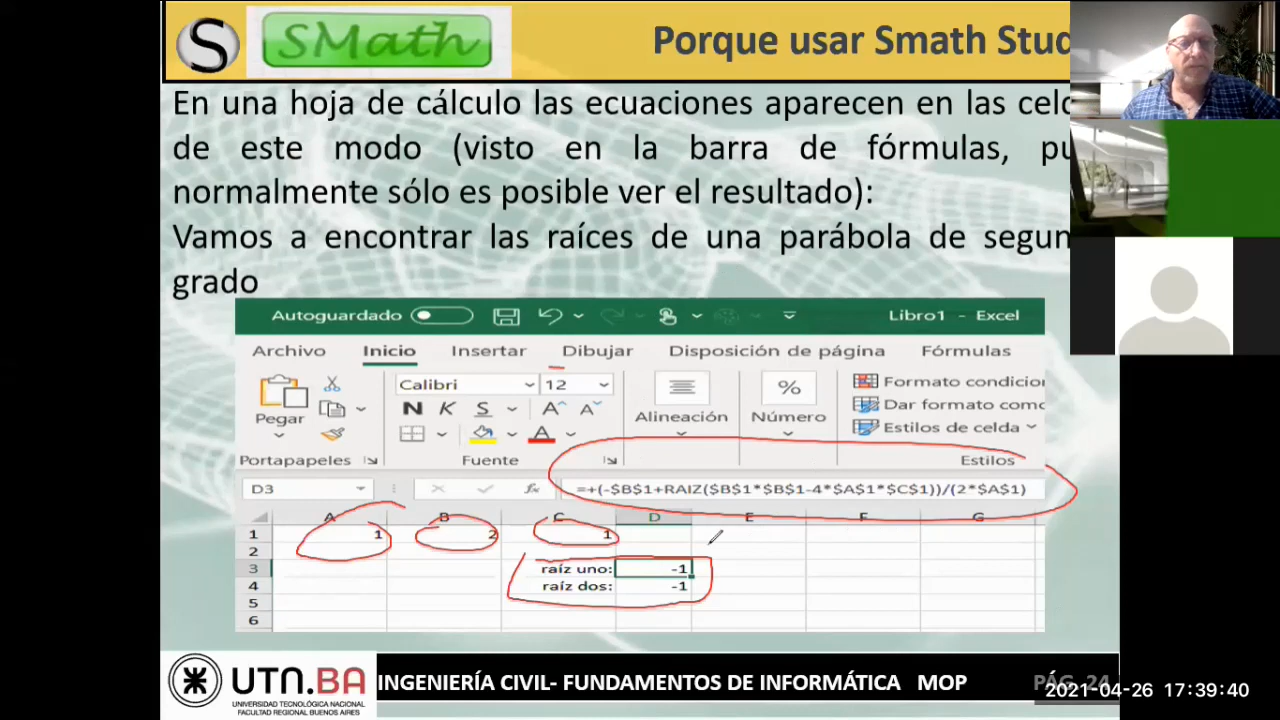 S SMath Porque usar Smath Stud
En una hoja de cálculo las ecuaciones aparecen en las celd
de este modo (visto en la barra de fórmulas, pu
normalmente sólo es posible ver el resultado):
Vamos a encontrar las raíces de una parábola de segun
grado
Autoguardado Libro1 - Excel
Archivo Inicio Insertar Dibujar Disposición de página Fórmulas
Pegar Calibri 12 % Formato condicion
N K S A A Alineación Número Dar formato como
A Estilos de celda
Portapapeles Fuente Estilos
D3 fx =+(-$B$1+RAIZ($B$1*$B$1-4*$A$1*$C$1))/(2*$A$1)
A B C D E F G
1 1 2 1
2
3 raíz uno: -1
4 raíz dos: -1
5
6
UTN.BA INGENIERÍA CIVIL- FUNDAMENTOS DE INFORMÁTICA MOP PÁG. 24
UNIVERSIDAD TECNOLÓGICA NACIONAL
FACULTAD REGIONAL BUENOS AIRES
2021-04-26 17:39:40